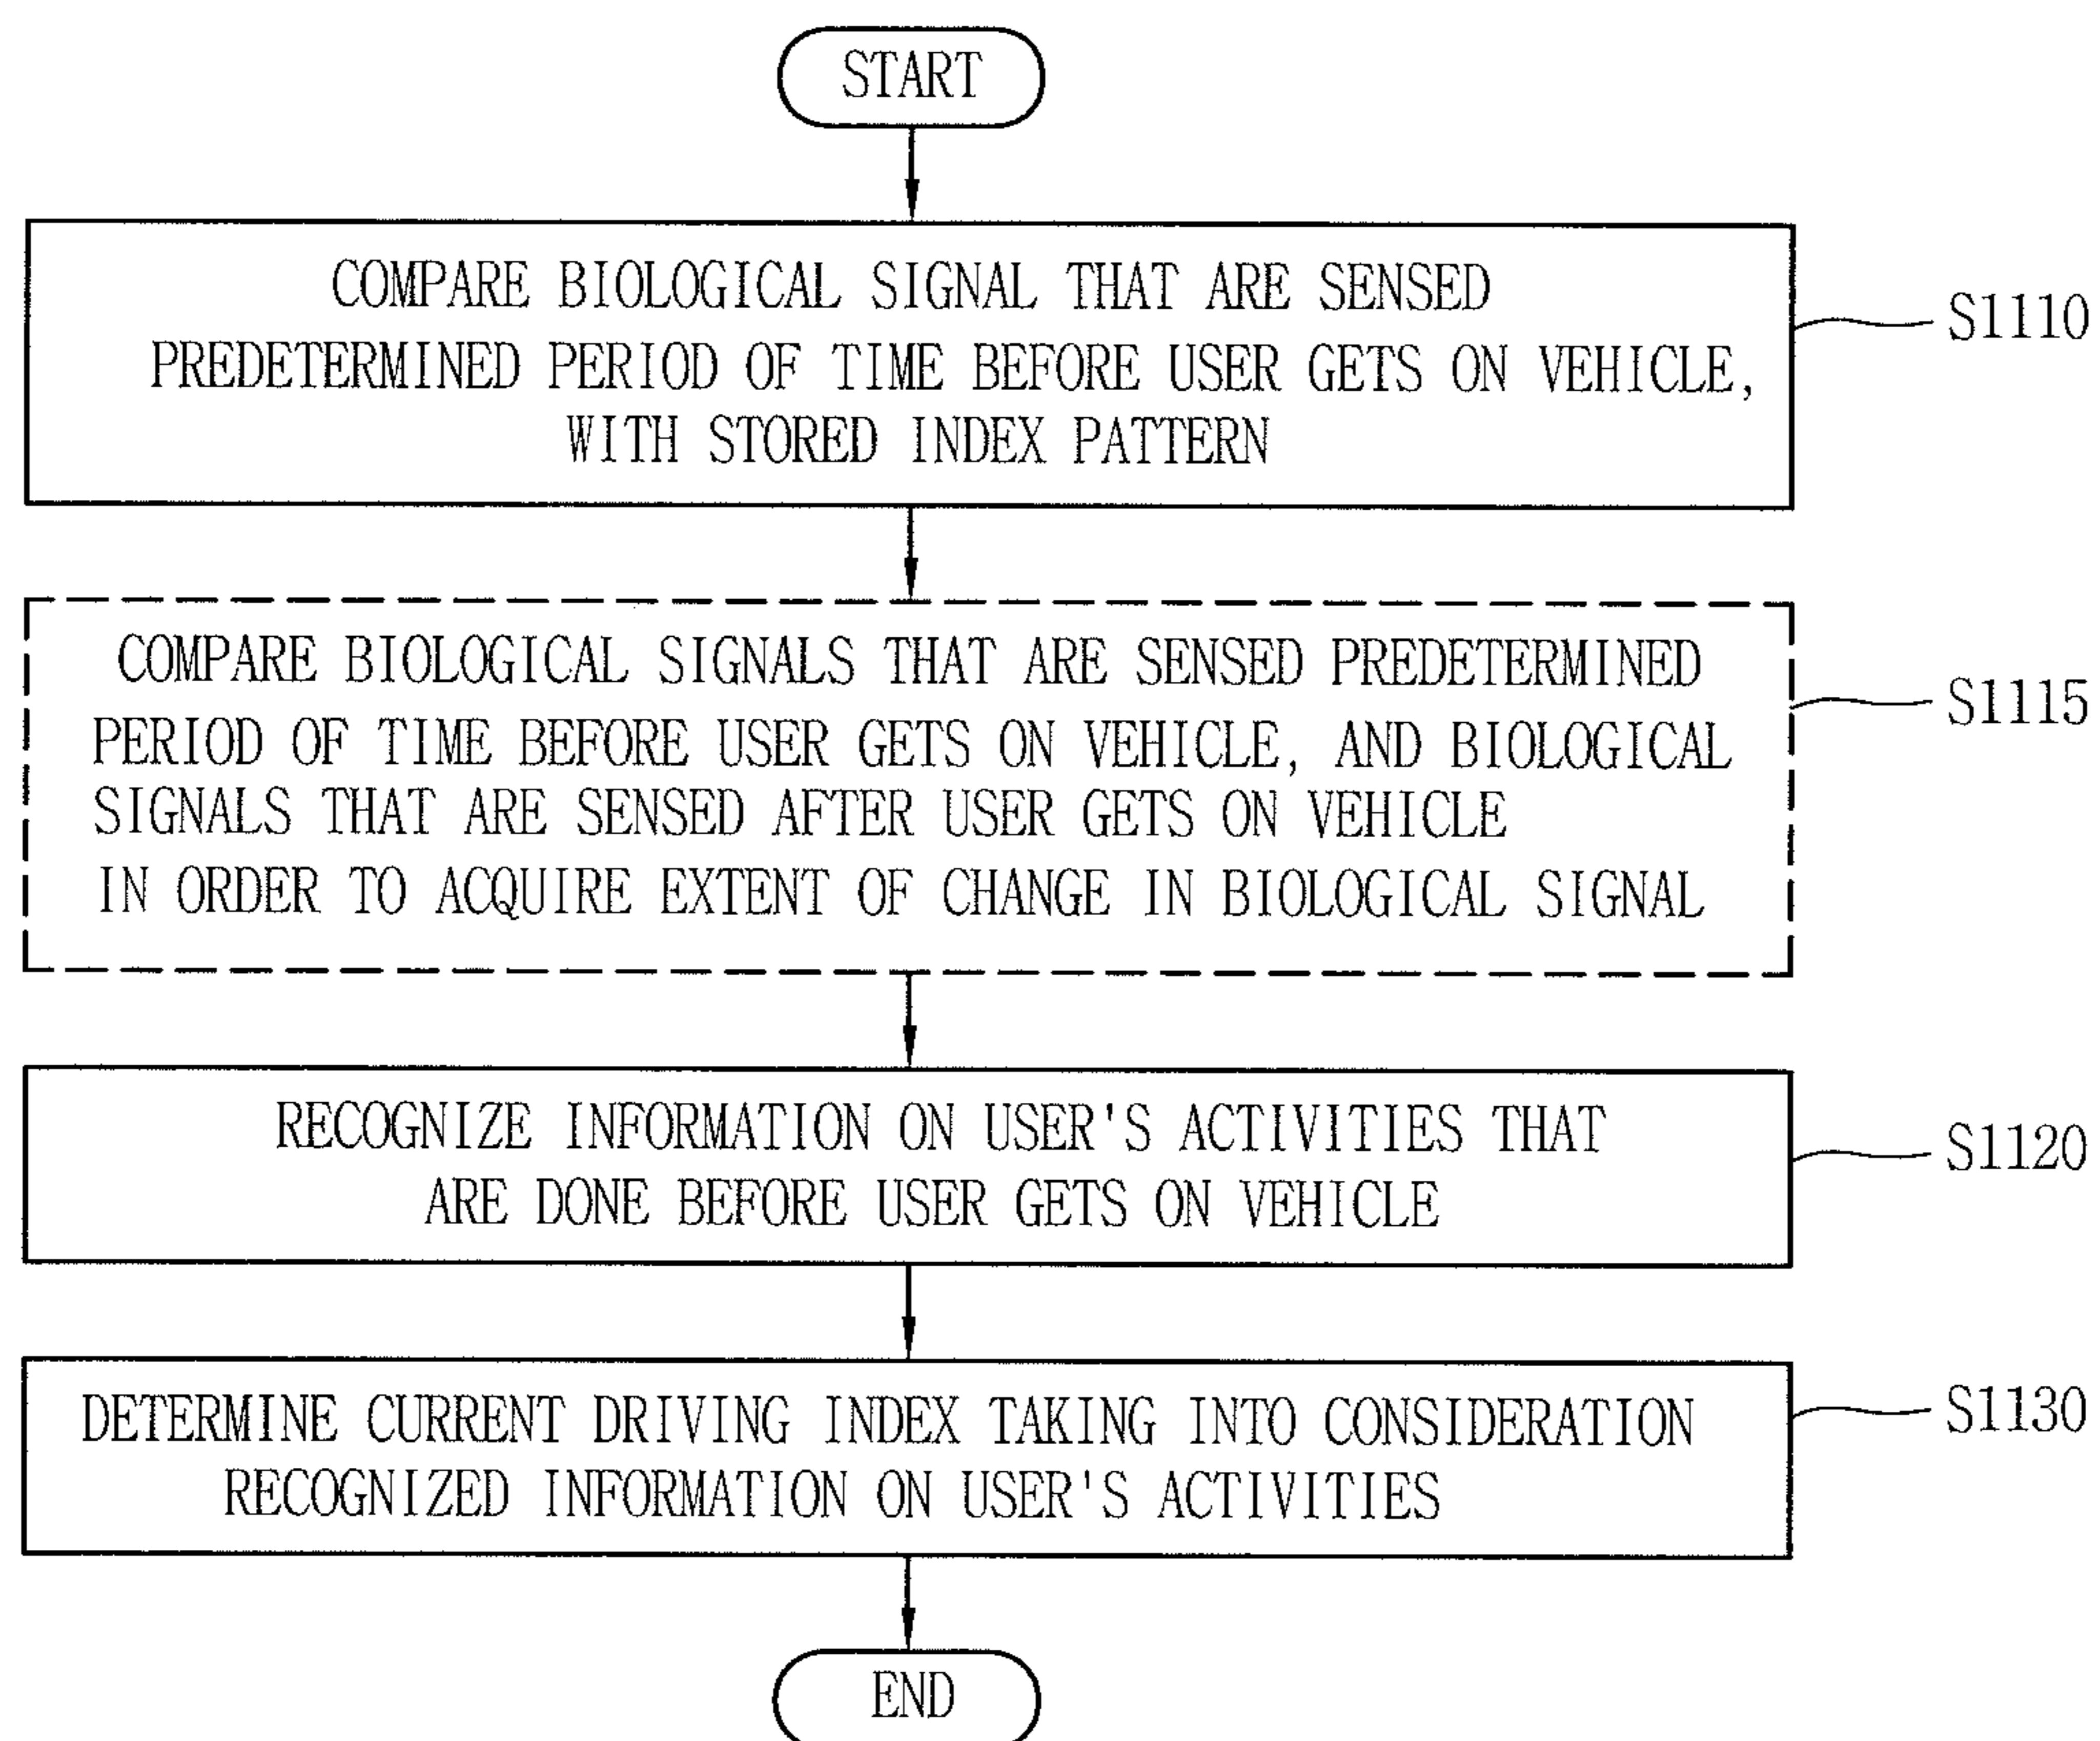 START
COMPARE BIOLOGICAL SIGNAL THAT ARE SENSED
PREDETERMINED PERIOD OF TIME BEFORE USER GETS ON VEHICLE,
WITH STORED INDEX PATTERN
S1110
COMPARE BIOLOGICAL SIGNALS THAT ARE SENSED PREDETERMINED
PERIOD OF TIME BEFORE USER GETS ON VEHICLE, AND BIOLOGICAL
SIGNALS THAT ARE SENSED AFTER USER GETS ON VEHICLE
IN ORDER TO ACQUIRE EXTENT OF CHANGE IN BIOLOGICAL SIGNAL
S1115
RECOGNIZE INFORMATION ON USER'S ACTIVITIES THAT
ARE DONE BEFORE USER GETS ON VEHICLE
S1120
DETERMINE CURRENT DRIVING INDEX TAKING INTO CONSIDERATION
RECOGNIZED INFORMATION ON USER'S ACTIVITIES
S1130
END